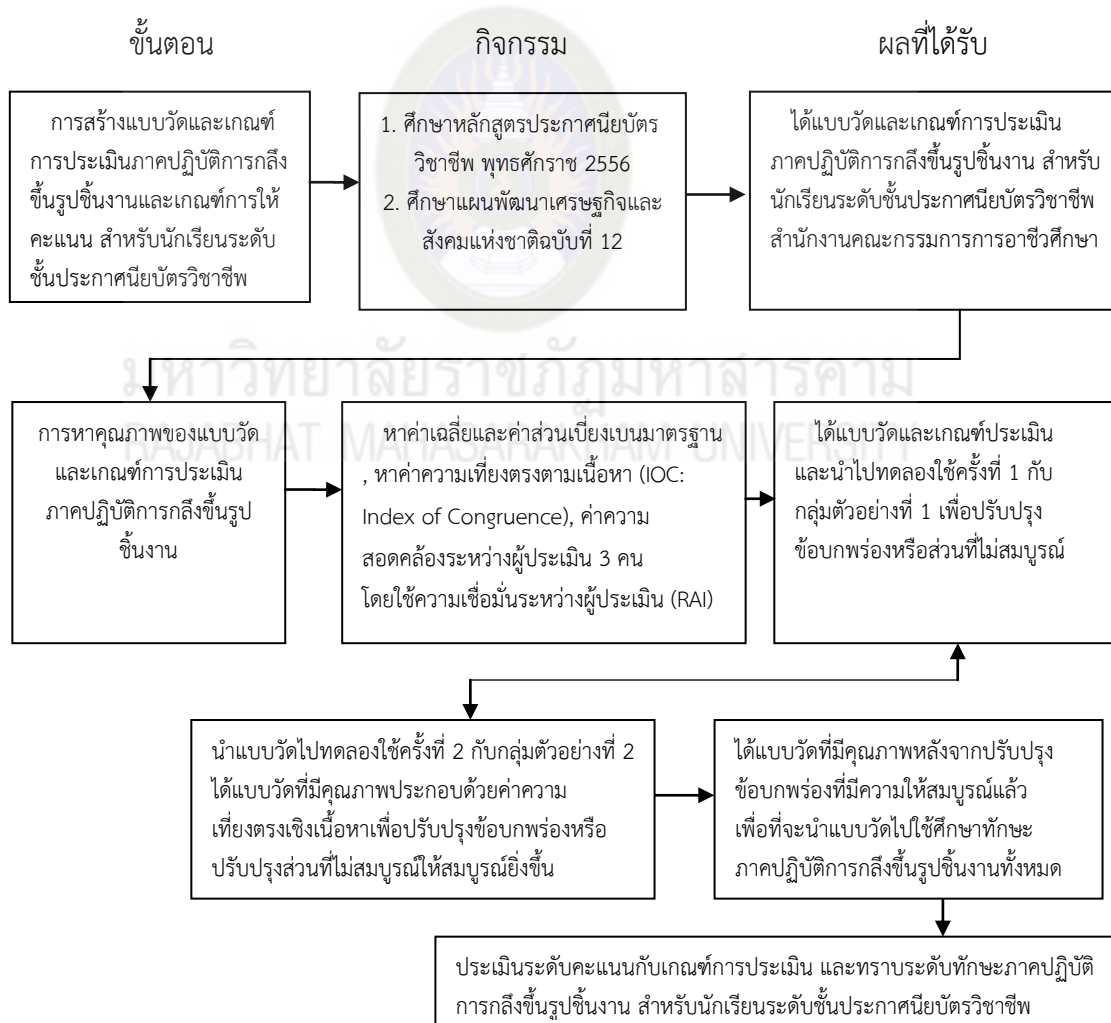 ขั้นตอน
กิจกรรม
ผลที่ได้รับ
การสร้างแบบวัดและเกณฑ์
การประเมินภาคปฏิบัติการกลึง
ขึ้นรูปชิ้นงานและเกณฑ์การให้
คะแนน สำหรับนักเรียนระดับ
ชั้นประกาศนียบัตรวิชาชีพ
1. ศึกษาหลักสูตรประกาศนียบัตร
วิชาชีพ พุทธศักราช 2556
2. ศึกษาแผนพัฒนาเศรษฐกิจและ
สังคมแห่งชาติฉบับที่ 12
ได้แบบวัดและเกณฑ์การประเมิน
ภาคปฏิบัติการกลึงขึ้นรูปชิ้นงาน สำหรับ
นักเรียนระดับชั้นประกาศนียบัตรวิชาชีพ
สำนักงานคณะกรรมการการอาชีวศึกษา
มหาวิทยาลัยราชภัฏมหาสารคาม
RAJABHAT MAHASARAKHAM UNIVERSITY
การหาคุณภาพของแบบวัด
และเกณฑ์การประเมิน
ภาคปฏิบัติการกลึงขึ้นรูป
ชิ้นงาน
หาค่าเฉลี่ยและค่าส่วนเบี่ยงเบนมาตรฐาน
, หาค่าความเที่ยงตรงตามเนื้อหา (IOC:
Index of Congruence), ค่าความ
สอดคล้องระหว่างผู้ประเมิน 3 คน
โดยใช้ความเชื่อมั่นระหว่างผู้ประเมิน (RAI)
ได้แบบวัดและเกณฑ์ประเมิน
และนำไปทดลองใช้ครั้งที่ 1 กับ
กลุ่มตัวอย่างที่ 1 เพื่อปรับปรุง
ข้อบกพร่องหรือส่วนที่ไม่สมบูรณ์
นำแบบวัดไปทดลองใช้ครั้งที่ 2 กับกลุ่มตัวอย่างที่ 2
ได้แบบวัดที่มีคุณภาพประกอบด้วยค่าความ
เที่ยงตรงเชิงเนื้อหาเพื่อปรับปรุงข้อบกพร่องหรือ
ปรับปรุงส่วนที่ไม่สมบูรณ์ให้สมบูรณ์ยิ่งขึ้น
ได้แบบวัดที่มีคุณภาพหลังจากปรับปรุง
ข้อบกพร่องที่มีความให้สมบูรณ์แล้ว
เพื่อที่จะนำแบบวัดไปใช้ศึกษาทักษะ
ภาคปฏิบัติการกลึงขึ้นรูปชิ้นงานทั้งหมด
ประเมินระดับคะแนนกับเกณฑ์การประเมิน และทราบระดับทักษะภาคปฏิบัติ
การกลึงขึ้นรูปชิ้นงาน สำหรับนักเรียนระดับชั้นประกาศนียบัตรวิชาชีพ